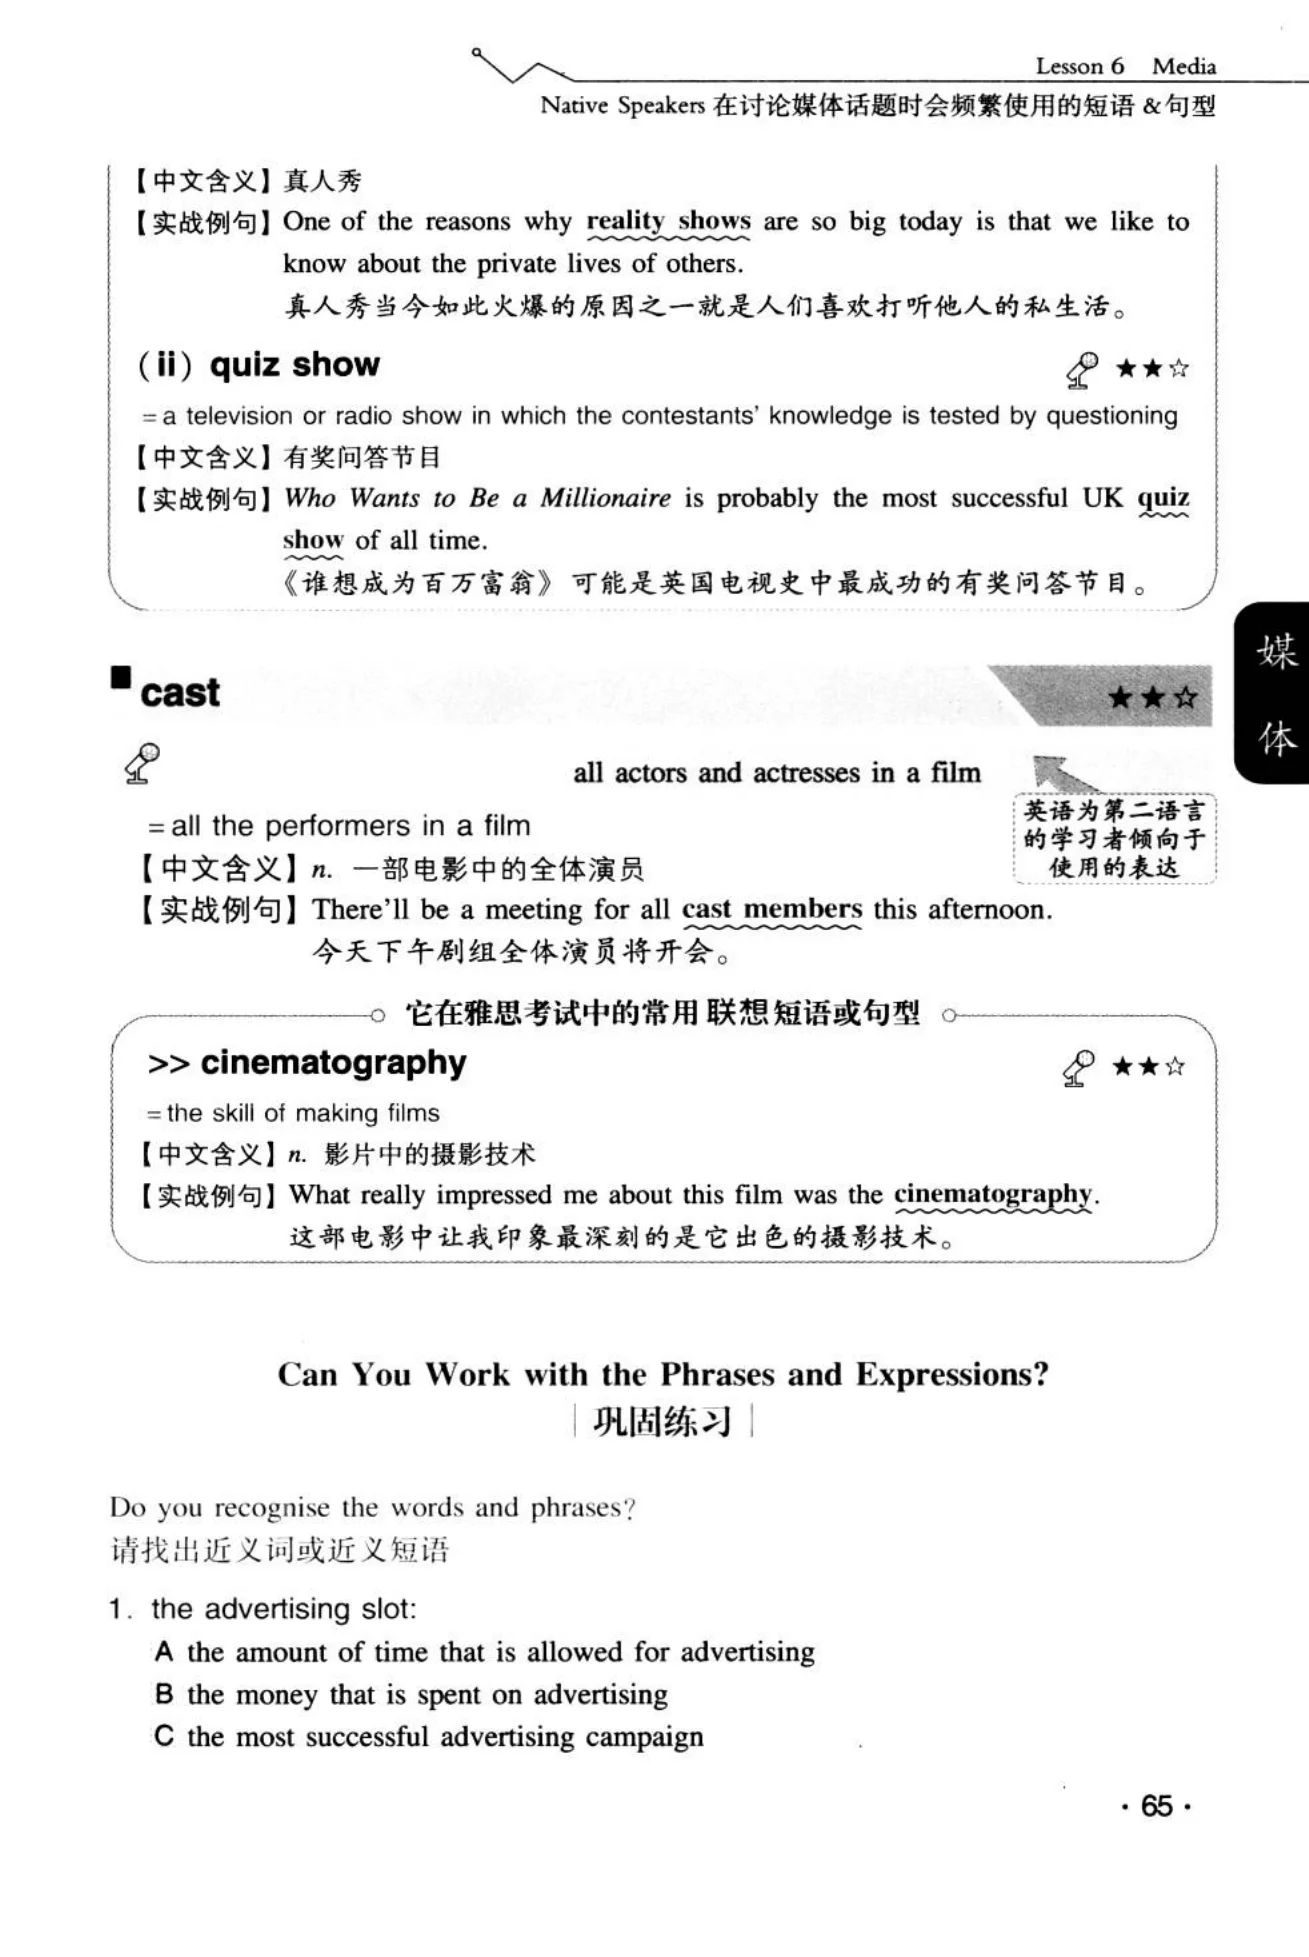 Lesson 6 Media
Native Speakers 在讨论媒体话题时会频繁使用的短语 & 句型
【中文含义】真人秀
【实战例句】One of the reasons why reality shows are so big today is that we like to
know about the private lives of others.
真人秀当今如此火爆的原因之一就是人们喜欢打听他人的私生活。
(ii) quiz show ★★☆
= a television or radio show in which the contestants' knowledge is tested by questioning
【中文含义】有奖问答节目
【实战例句】Who Wants to Be a Millionaire is probably the most successful UK quiz
show of all time.
《谁想成为百万富翁》可能是英国电视史中最成功的有奖问答节目。
媒
体
■ cast ★★☆
all actors and actresses in a film
英语为第二语言
的学习者倾向于
使用的表达
= all the performers in a film
【中文含义】n. 一部电影中的全体演员
【实战例句】There'll be a meeting for all cast members this afternoon.
今天下午剧组全体演员将开会。
它在雅思考试中的常用联想短语或句型
>> cinematography ★★☆
= the skill of making films
【中文含义】n. 影片中的摄影技术
【实战例句】What really impressed me about this film was the cinematography.
这部电影中让我印象最深刻的是它出色的摄影技术。
Can You Work with the Phrases and Expressions?
巩固练习
Do you recognise the words and phrases?
请找出近义词或近义短语
1. the advertising slot:
A the amount of time that is allowed for advertising
B the money that is spent on advertising
C the most successful advertising campaign
· 65 ·